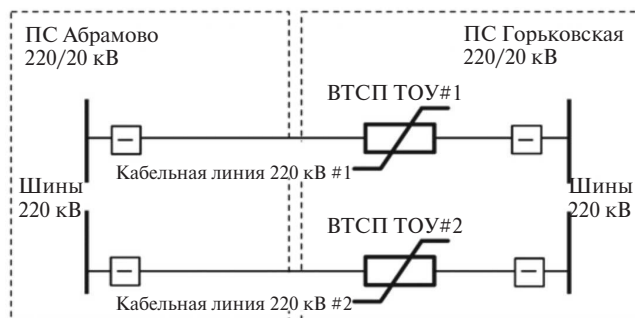 ПС Абрамово
220/20 кВ
ПС Горьковская
220/20 кВ
ВТСП ТОУ#1
Кабельная линия 220 кВ #1
Шины
220 кВ
Шины
220 кВ
ВТСП ТОУ#2
Кабельная линия 220 кВ #2